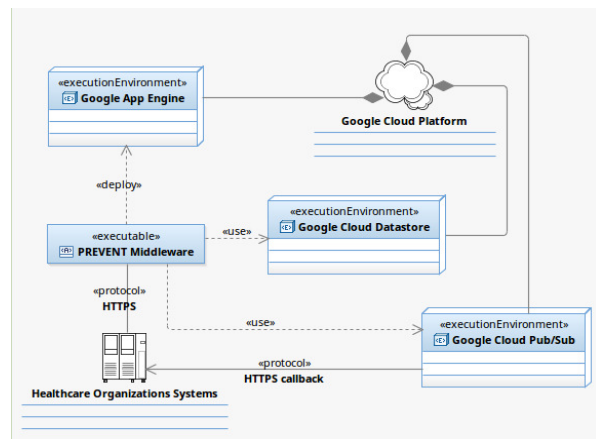 «executionEnvironment»
Google App Engine
Google Cloud Platform
«deploy»
«executionEnvironment»
Google Cloud Datastore
«executable»
PREVENT Middleware
«use»
«protocol»
HTTPS
«use»
«executionEnvironment»
Google Cloud Pub/Sub
«protocol»
HTTPS callback
Healthcare Organizations Systems